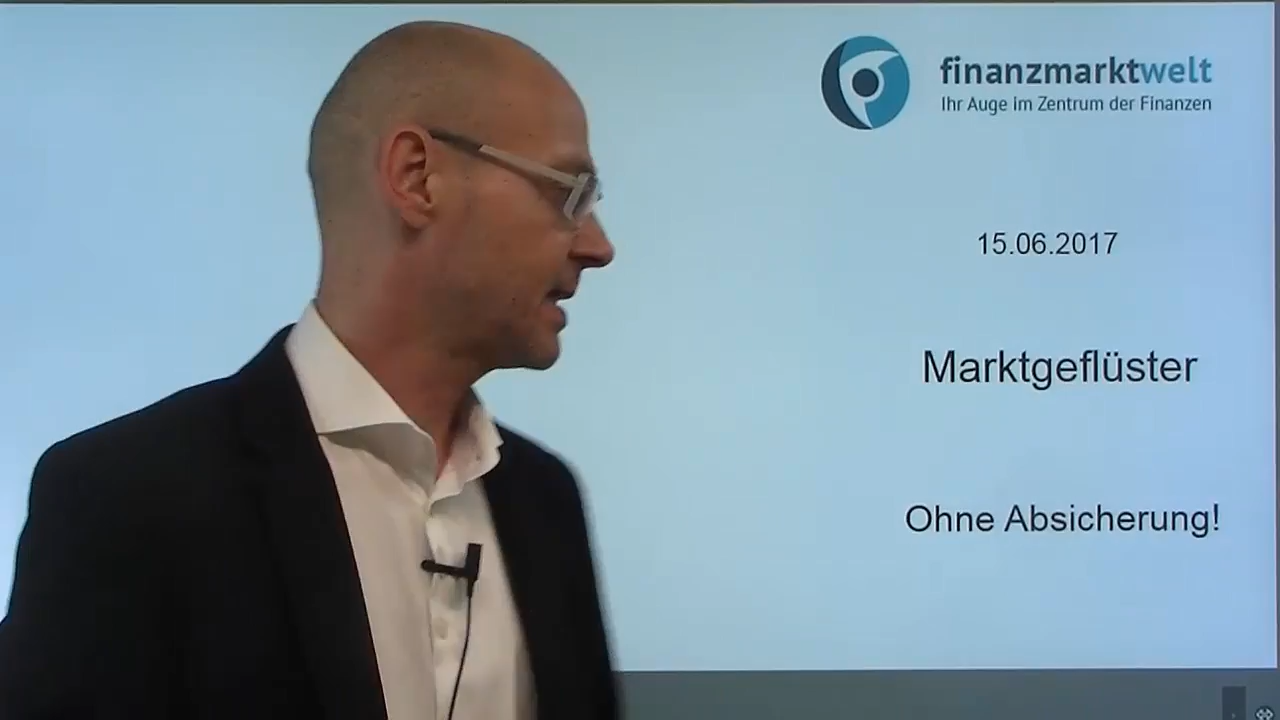 finanzmarktwelt
Ihr Auge im Zentrum der Finanzen
15.06.2017
Marktgeflüster
Ohne Absicherung!